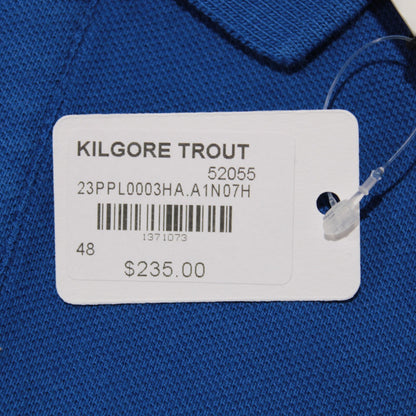 KILGORE TROUT
52055
23PPL0003HA.A1N07H
1371073
48
$235.00